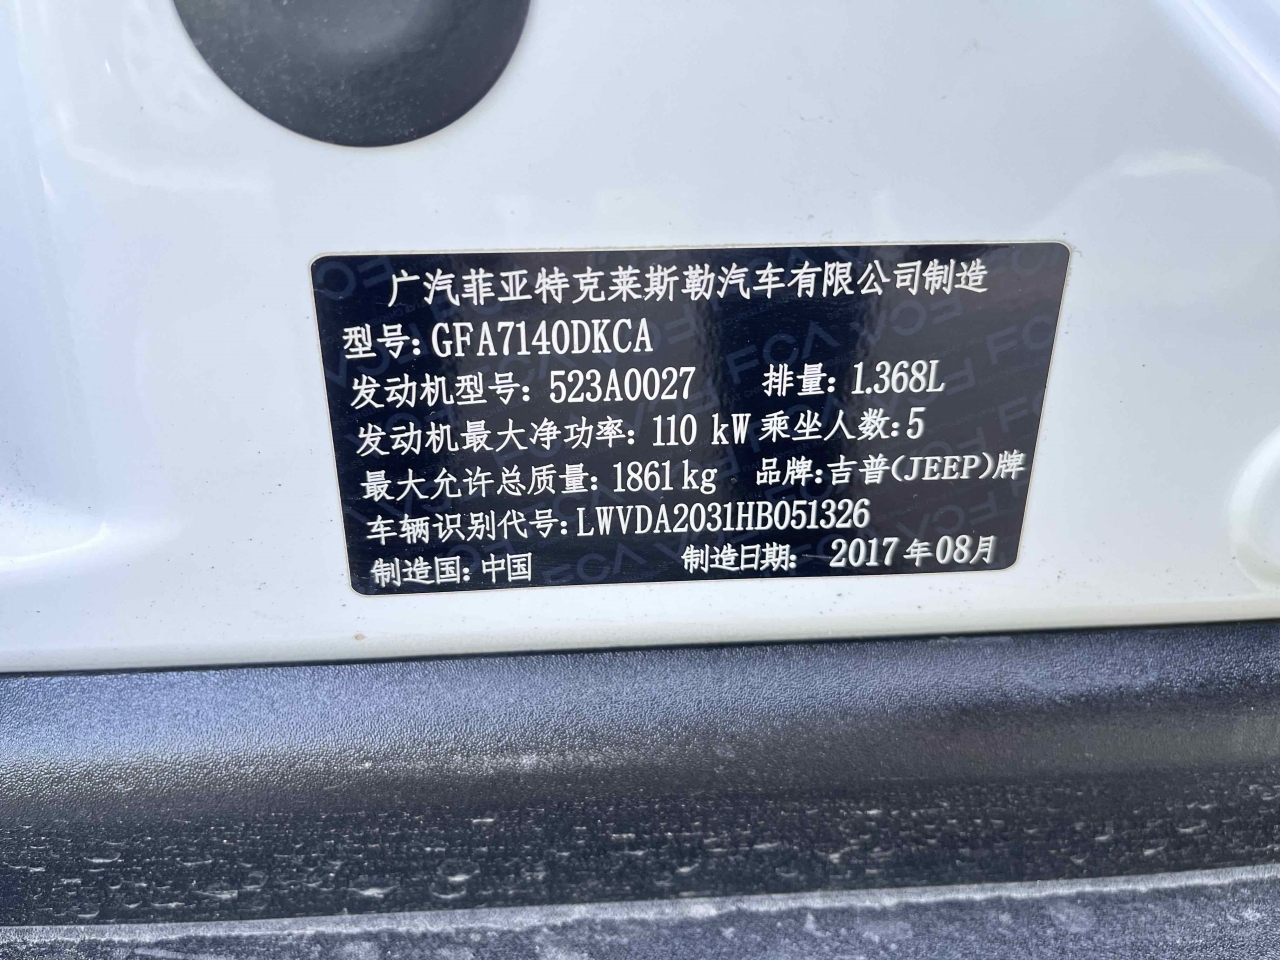 广汽菲亚特克莱斯勒汽车有限公司制造
型号: GFA7140DKCA
发动机型号: 523A0027 排量: 1.368L
发动机最大净功率: 110 kW 乘坐人数: 5
最大允许总质量: 1861 kg 品牌: 吉普(JEEP)牌
车辆识别代号: LWVDA2031HB051326
制造国: 中国 制造日期: 2017年08月